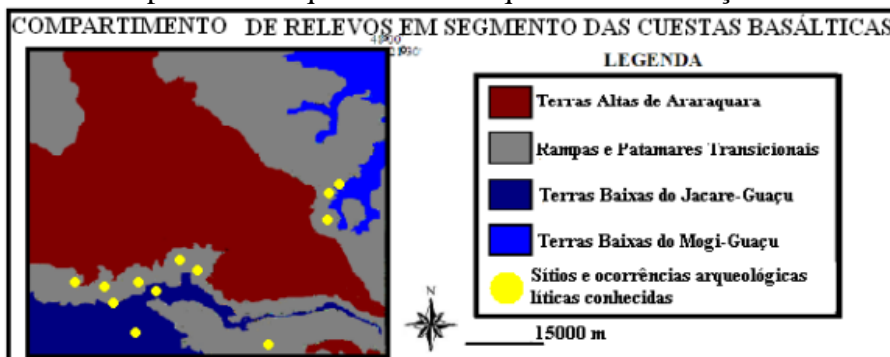 COMPARTIMENTO DE RELEVOS EM SEGMENTO DAS CUESTAS BASÁLTICAS
LEGENDA
Terras Altas de Araraquara
Rampas e Patamares Transicionais
Terras Baixas do Jacare-Guaçu
Terras Baixas do Mogi-Guaçu
Sítios e ocorrências arqueológicas
líticas conhecidas
N
15000 m